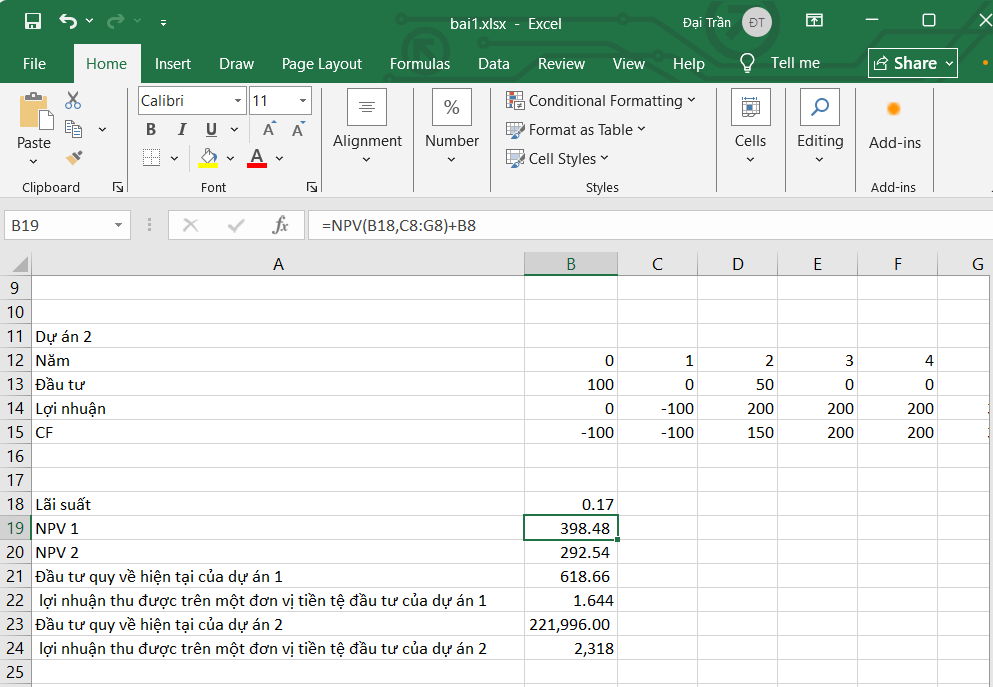 bai1.xlsx - Excel
Đại Trần
ĐT
File Home Insert Draw Page Layout Formulas Data Review View Help Tell me Share
Paste
Clipboard
Calibri 11
B I U A A
A
Font
Alignment
%
Number
Conditional Formatting
Format as Table
Cell Styles
Styles
Cells
Editing
Add-ins
Add-ins
B19 fx =NPV(B18,C8:G8)+B8
A B C D E F G
9
10
11 Dự án 2
12 Năm 0 1 2 3 4
13 Đầu tư 100 0 50 0 0
14 Lợi nhuận 0 -100 200 200 200
15 CF -100 -100 150 200 200
16
17
18 Lãi suất 0.17
19 NPV 1 398.48
20 NPV 2 292.54
21 Đầu tư quy về hiện tại của dự án 1 618.66
22 lợi nhuận thu được trên một đơn vị tiền tệ đầu tư của dự án 1 1.644
23 Đầu tư quy về hiện tại của dự án 2 221,996.00
24 lợi nhuận thu được trên một đơn vị tiền tệ đầu tư của dự án 2 2,318
25